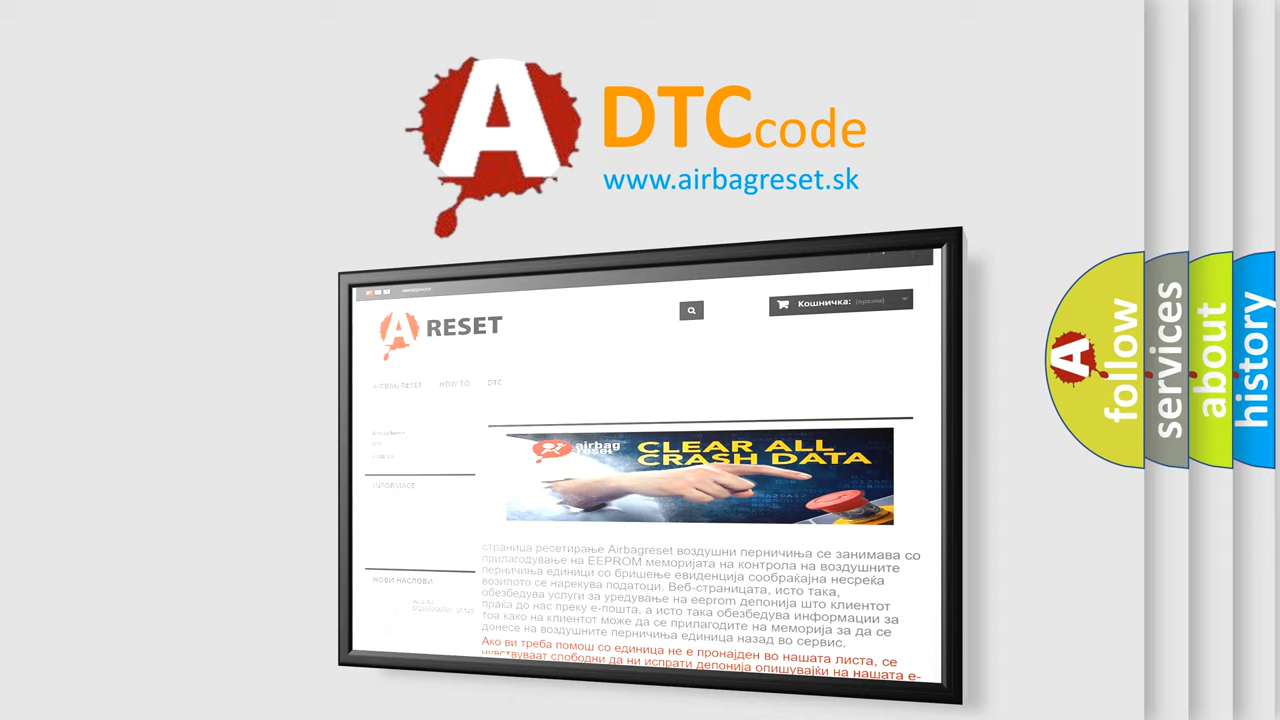 A
DTC code
www.airbagreset.sk
A RESET
Кошничка: (празни)
AIRBAG RESET HOW TO DTC
airbag
reset
CLEAR ALL
CRASH DATA
INFORMACE
страница ресетирање Airbagreset воздушни перничиња се занимава со
прилагодување на EEPROM меморијата на контрола на воздушните
перничиња единици со бришење евиденција сообраќајна несреќа
возилото се нарекува податоци. Веб-страницата, исто така,
обезбедува услуги за уредување на eeprom депонија што клиентот
праќа до нас преку е-пошта, а исто така обезбедува информации за
тоа како на клиентот може да се прилагодите на меморија за да се
донесе на воздушните перничиња единица назад во сервис.
Ако ви треба помош со единица не е пронајден во нашата листа, се
чувствуваат слободни да ни испрати депонија опишувајќи на нашата е-
НОВИ НАСЛОВИ
A
follow
services
about
history